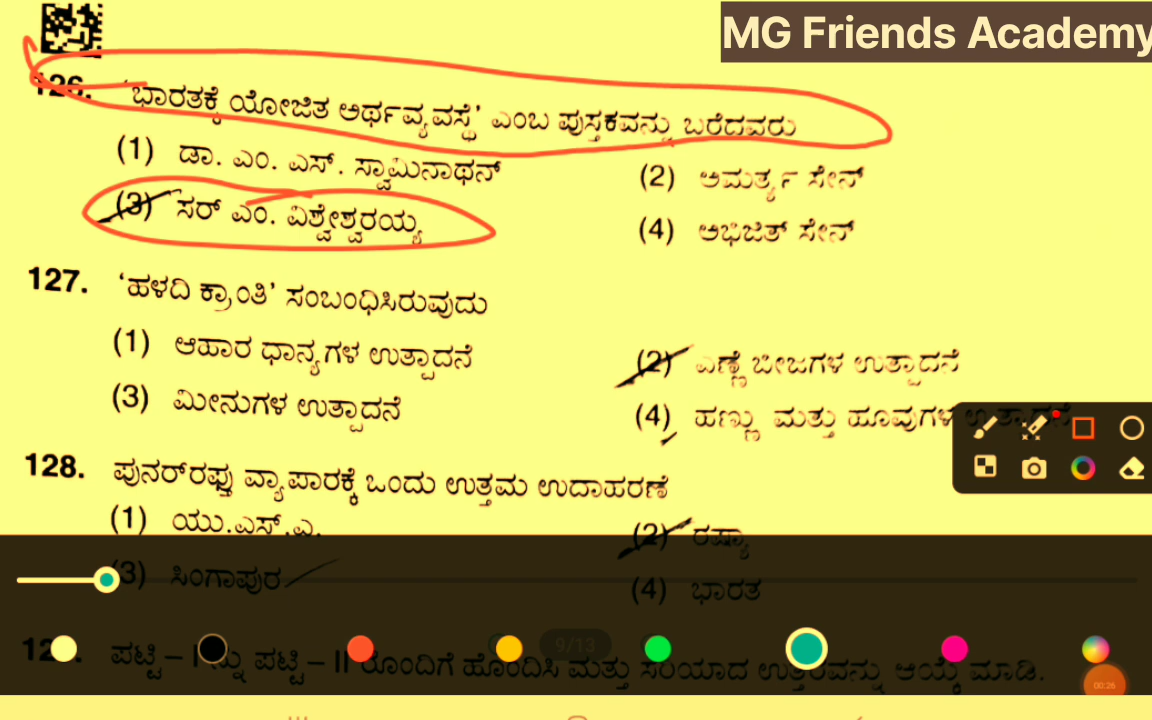 MG Friends Academy
126. 'ಭಾರತಕ್ಕೆ ಯೋಜಿತ ಅರ್ಥವ್ಯವಸ್ಥೆ' ಎಂಬ ಪುಸ್ತಕವನ್ನು ಬರೆದವರು
(1) ಡಾ. ಎಂ. ಎಸ್. ಸ್ವಾಮಿನಾಥನ್ (2) ಅಮರ್ತ್ಯ ಸೇನ್
(3) ಸರ್ ಎಂ. ವಿಶ್ವೇಶ್ವರಯ್ಯ (4) ಅಭಿಜಿತ್ ಸೇನ್
127. 'ಹಳದಿ ಕ್ರಾಂತಿ' ಸಂಬಂಧಿಸಿರುವುದು
(1) ಆಹಾರ ಧಾನ್ಯಗಳ ಉತ್ಪಾದನೆ (2) ಎಣ್ಣೆ ಬೀಜಗಳ ಉತ್ಪಾದನೆ
(3) ಮೀನುಗಳ ಉತ್ಪಾದನೆ (4) ಹಣ್ಣು ಮತ್ತು ಹೂವುಗಳ ಉತ್ಪಾದನೆ
128. ಪುನರ್‌ರಫ್ತು ವ್ಯಾಪಾರಕ್ಕೆ ಒಂದು ಉತ್ತಮ ಉದಾಹರಣೆ
(1) ಯು.ಎಸ್.ಎ. (2) ರಷ್ಯಾ
(3) ಸಿಂಗಾಪುರ (4) ಭಾರತ
9/13
ಪಟ್ಟಿ – I ನ್ನು ಪಟ್ಟಿ – II ರೊಂದಿಗೆ ಹೊಂದಿಸಿ ಮತ್ತು ಸರಿಯಾದ ಉತ್ತರವನ್ನು ಆಯ್ಕೆ ಮಾಡಿ.
00:26